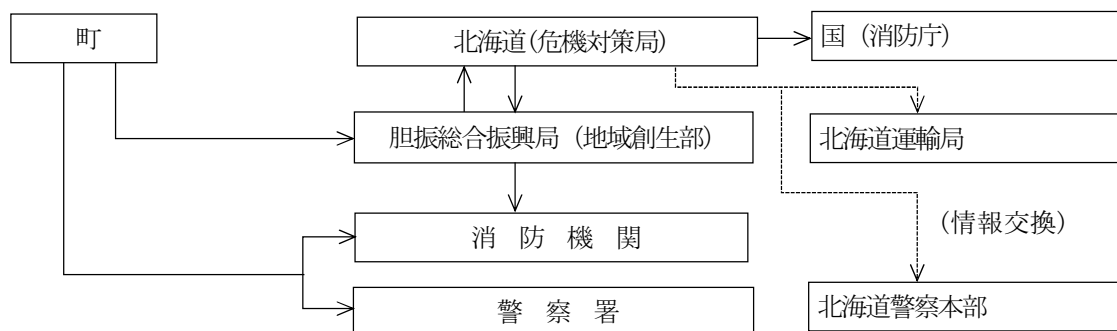 町
北海道(危機対策局)
国（消防庁）
胆振総合振興局（地域創生部）
北海道運輸局
消　防　機　関
（情報交換）
警　察　署
北海道警察本部